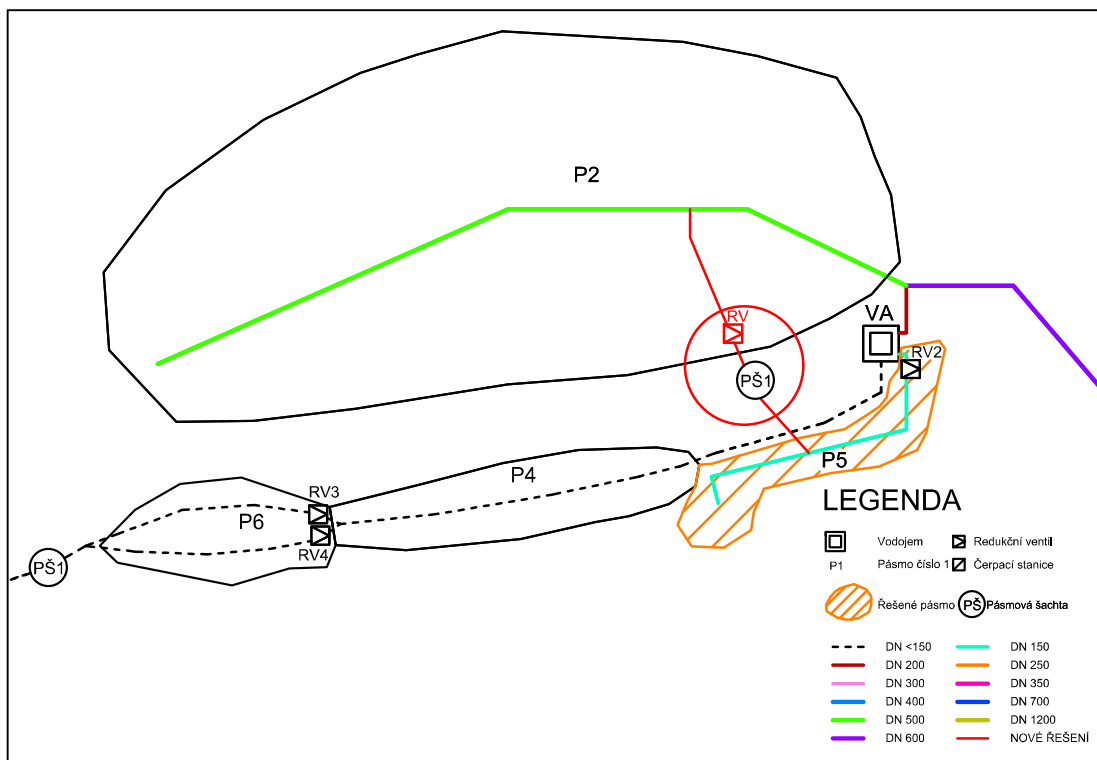 P2
VA
RV
RV2
PŠ1
P5
P4
RV3
P6
RV4
PŠ1
LEGENDA
Vodojem
Redukční ventil
P1 Pásmo číslo 1
Čerpací stanice
Řešené pásmo
PŠ Pásmová šachta
DN <150
DN 150
DN 200
DN 250
DN 300
DN 350
DN 400
DN 700
DN 500
DN 1200
DN 600
NOVÉ ŘEŠENÍ